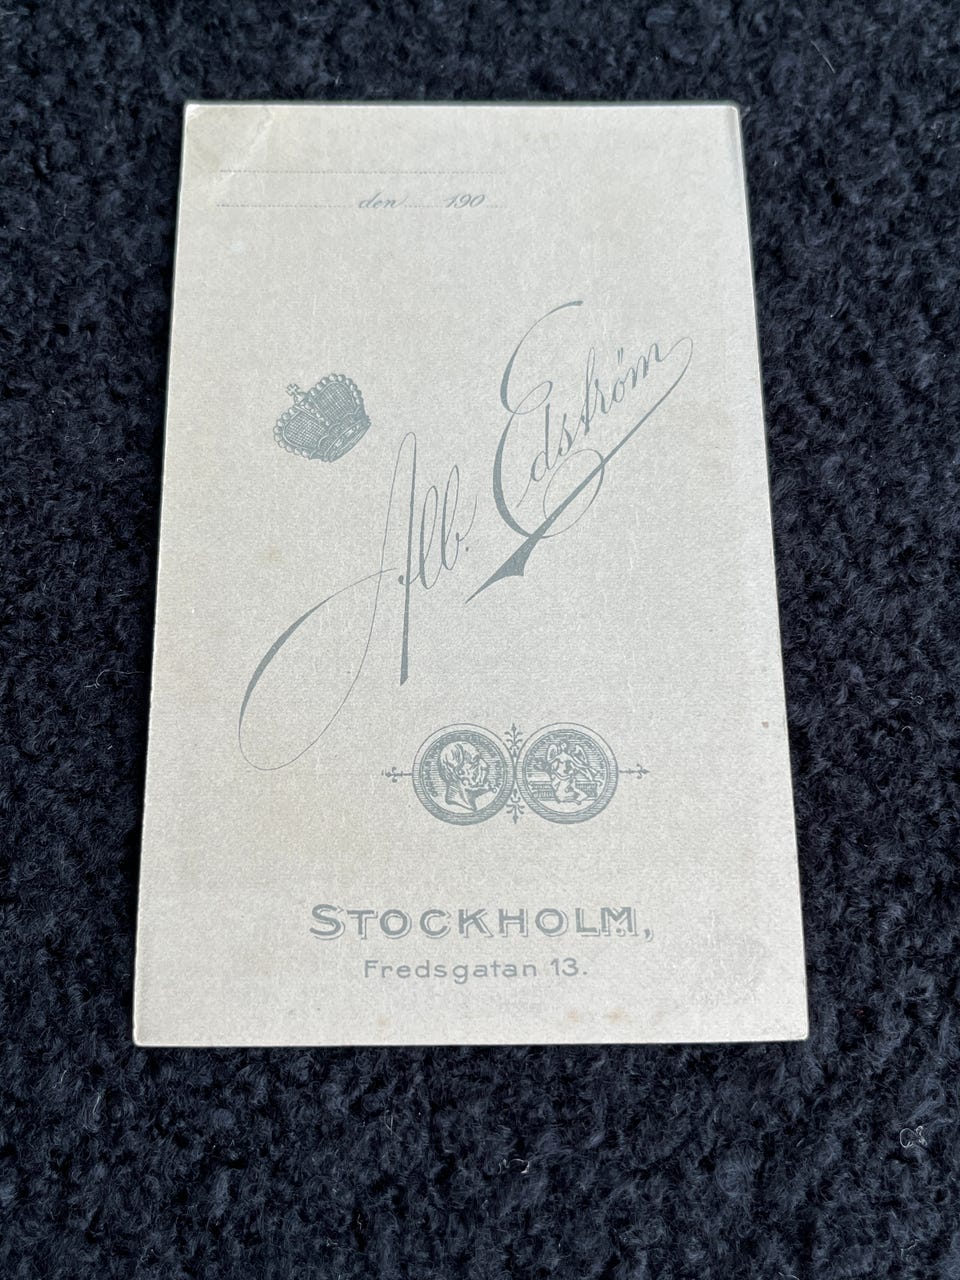 den 190
Alb. Edström
STOCKHOLM,
Fredsgatan 13.